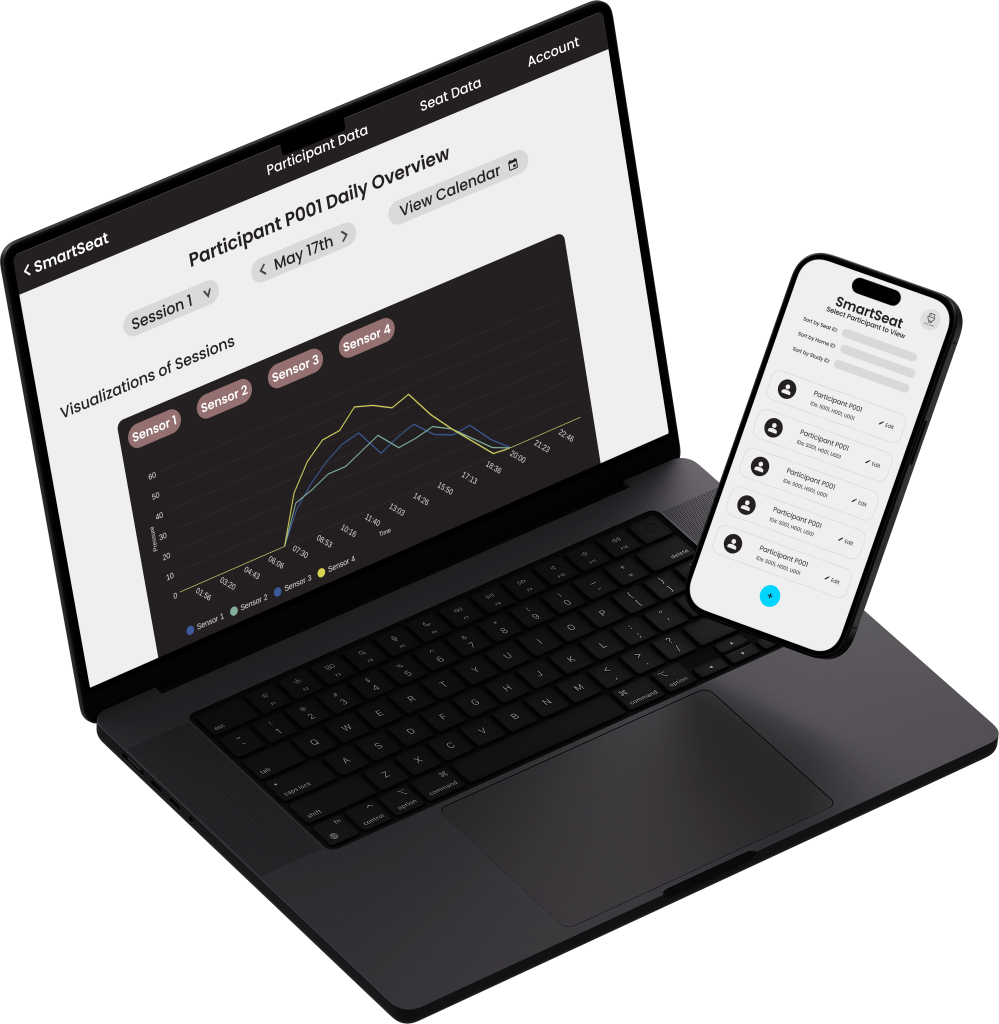 SmartSeat
Participant Data
Seat Data
Account
Participant P001 Daily Overview
Session 1
May 17th
View Calendar
Visualizations of Sessions
Sensor 1
Sensor 2
Sensor 3
Sensor 4
60
50
40
30
20
10
0
Pressure
01:56
03:20
04:43
06:06
07:30
08:53
10:16
11:40
13:03
14:26
15:50
17:13
18:36
20:00
21:23
22:46
Time
Sensor 1 Sensor 2 Sensor 3 Sensor 4
SmartSeat
Select Participant to View
Sort by Seat ID:
Sort by Home ID:
Sort by Study ID:
Participant P001
IDs: S001, H001, U001
Edit
Participant P001
IDs: S001, H001, U001
Edit
Participant P001
IDs: S001, H001, U001
Edit
Participant P001
IDs: S001, H001, U001
Edit
Participant P001
IDs: S001, H001, U001
Edit
+
esc
delete
tab Q W E R T Y U I O P
caps lock A S D F G H J K L
shift Z X C V B N M
fn control option command command option